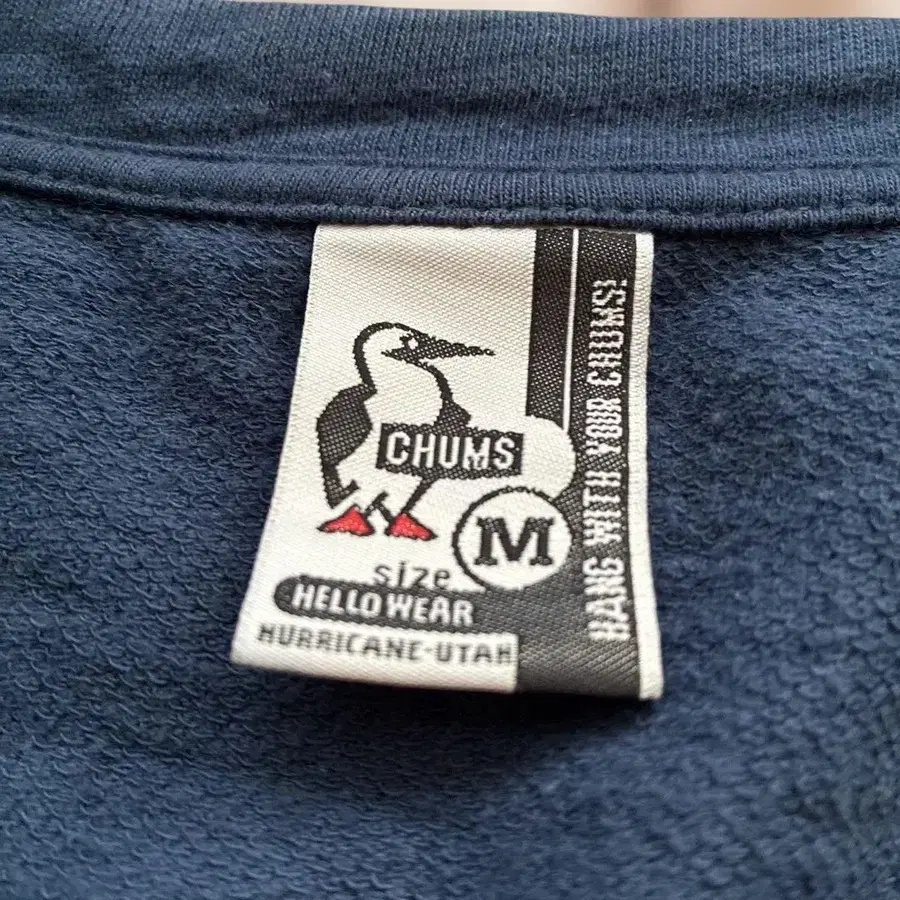 CHUMS
M
size
HELLO WEAR
HURRICANE-UTAH
HANG WITH YOUR CHUMS!